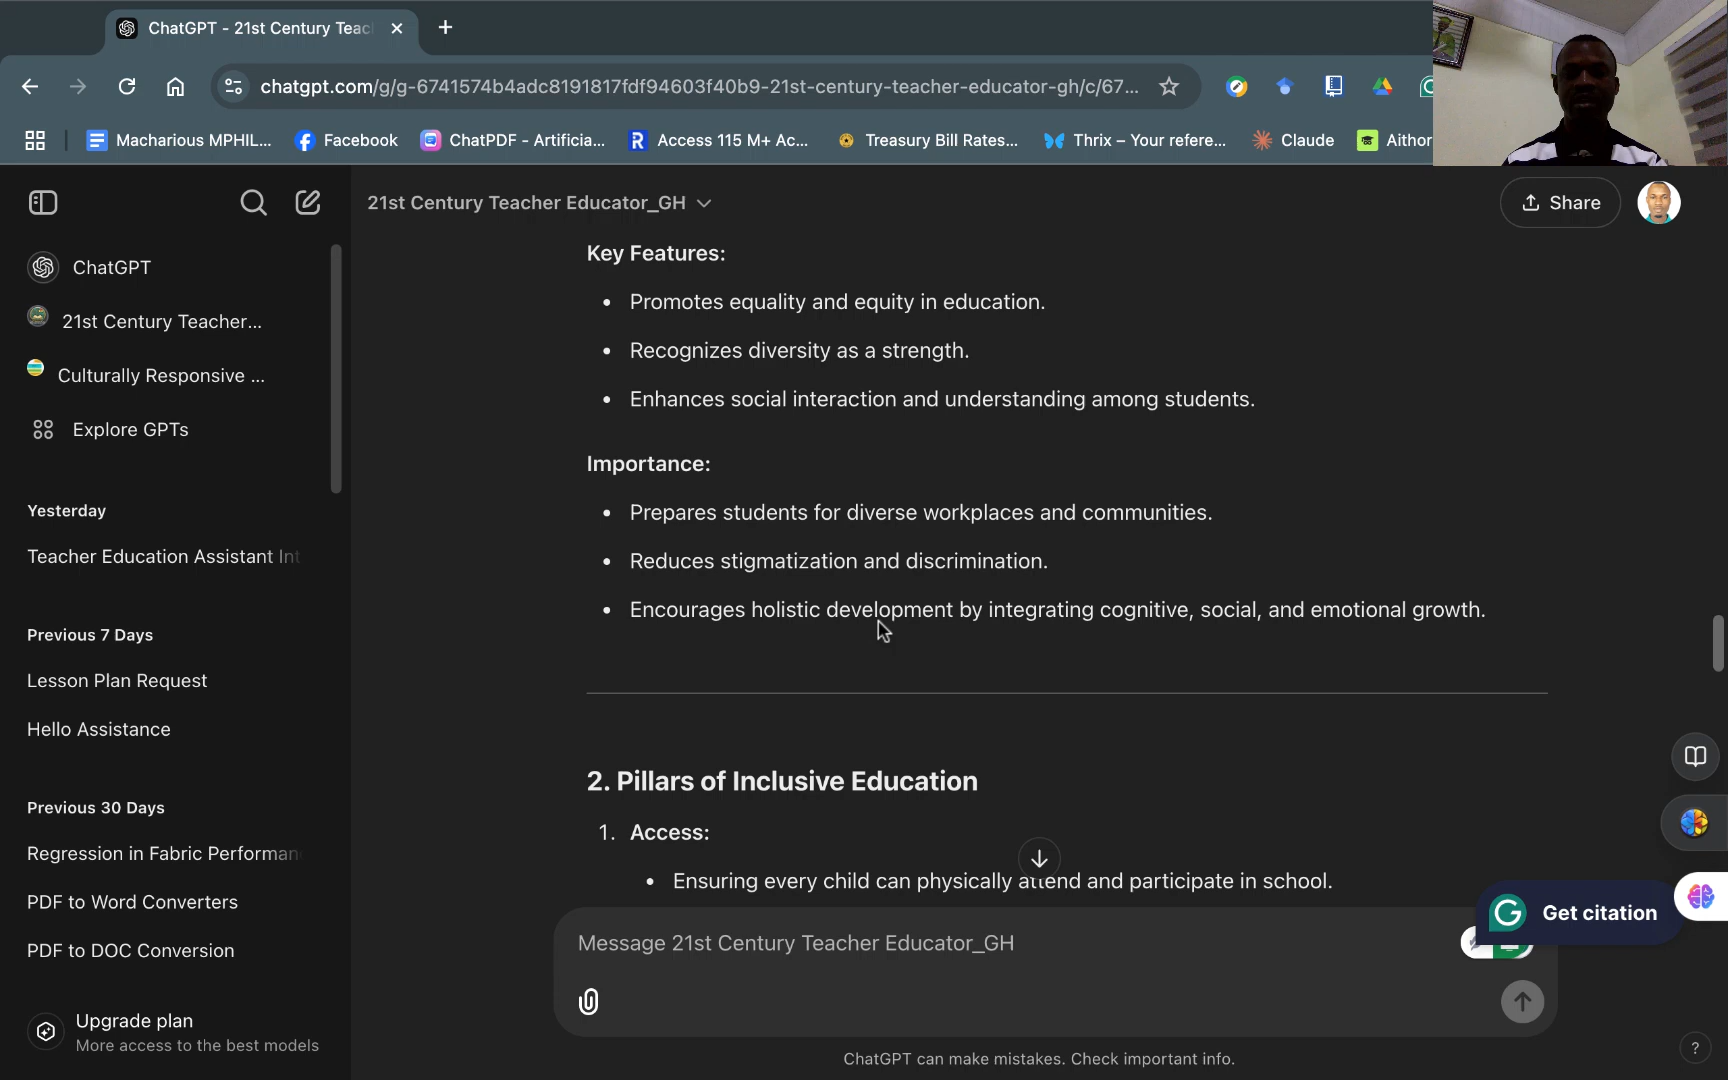 ChatGPT - 21st Century Teac
chatgpt.com/g/g-6741574b4adc8191817fdf94603f40b9-21st-century-teacher-educator-gh/c/67...
Macharious MPHIL...
Facebook
ChatPDF - Artificia...
Access 115 M+ Ac...
Treasury Bill Rates...
Thrix – Your refere...
Claude
Aithor
21st Century Teacher Educator_GH
Share
ChatGPT
21st Century Teacher...
Culturally Responsive ...
Explore GPTs
Yesterday
Teacher Education Assistant Int
Previous 7 Days
Lesson Plan Request
Hello Assistance
Previous 30 Days
Regression in Fabric Performan
PDF to Word Converters
PDF to DOC Conversion
Upgrade plan
More access to the best models
Key Features:
• Promotes equality and equity in education.
• Recognizes diversity as a strength.
• Enhances social interaction and understanding among students.
Importance:
• Prepares students for diverse workplaces and communities.
• Reduces stigmatization and discrimination.
• Encourages holistic development by integrating cognitive, social, and emotional growth.
2. Pillars of Inclusive Education
1. Access:
• Ensuring every child can physically attend and participate in school.
Get citation
Message 21st Century Teacher Educator_GH
ChatGPT can make mistakes. Check important info.
?